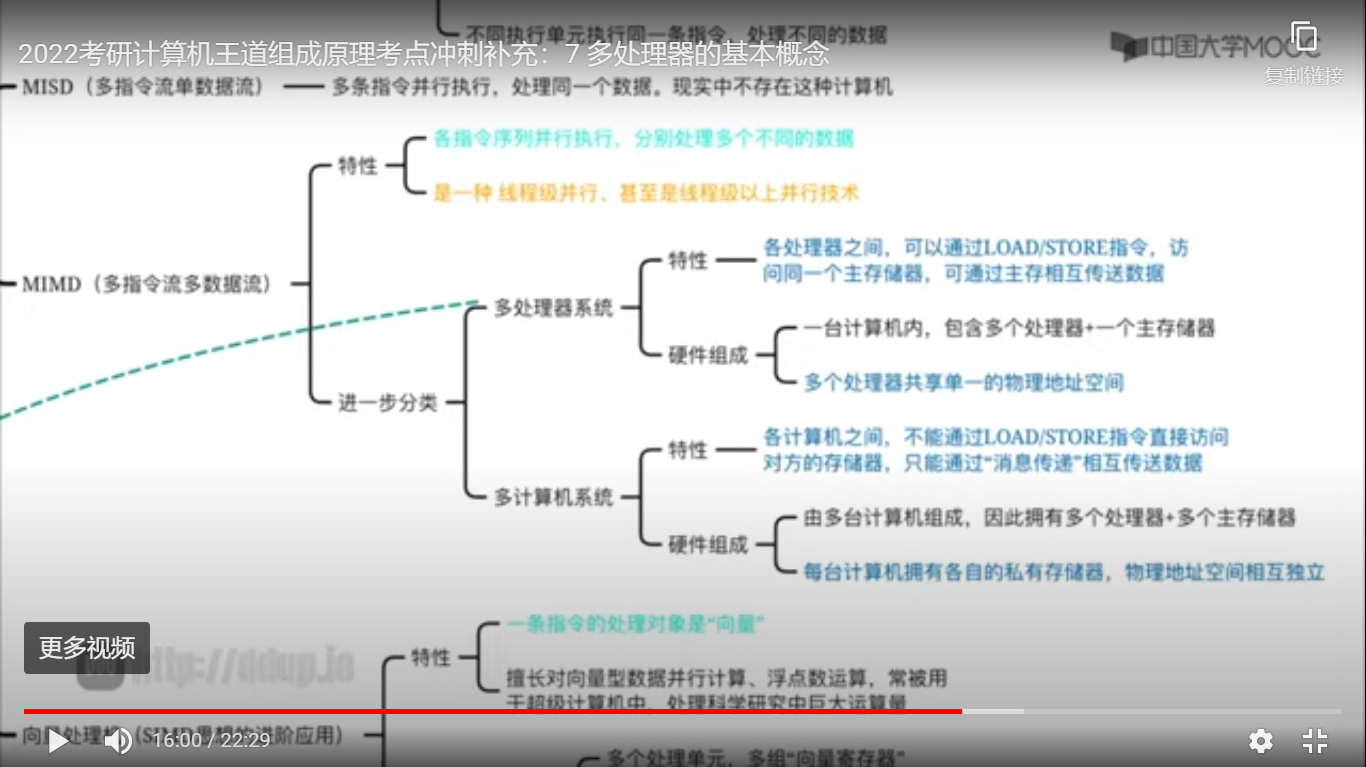 不同执行单元执行同一条指令，处理不同的数据
2022考研计算机王道组成原理考点冲刺补充：7 多处理器的基本概念
中国大学MOOC
复制链接
MISD（多指令流单数据流）
多条指令并行执行，处理同一个数据。现实中不存在这种计算机
各指令序列并行执行，分别处理多个不同的数据
特性
是一种 线程级并行、甚至是线程级以上并行技术
MIMD（多指令流多数据流）
各处理器之间，可以通过LOAD/STORE指令，访
特性
问同一个主存储器，可通过主存相互传送数据
多处理器系统
一台计算机内，包含多个处理器+一个主存储器
硬件组成
多个处理器共享单一的物理地址空间
进一步分类
各计算机之间，不能通过LOAD/STORE指令直接访问
特性
对方的存储器，只能通过“消息传递”相互传送数据
多计算机系统
由多台计算机组成，因此拥有多个处理器+多个主存储器
硬件组成
每台计算机拥有各自的私有存储器，物理地址空间相互独立
一条指令的处理对象是“向量”
更多视频
http://ddup.io
特性
擅长对向量型数据并行计算、浮点数运算，常被用
于超级计算机中，处理科学研究中巨大运算量
向量处理机（SIMD思想的进阶应用）
16:00 / 22:29
多个处理单元，多组“向量寄存器”